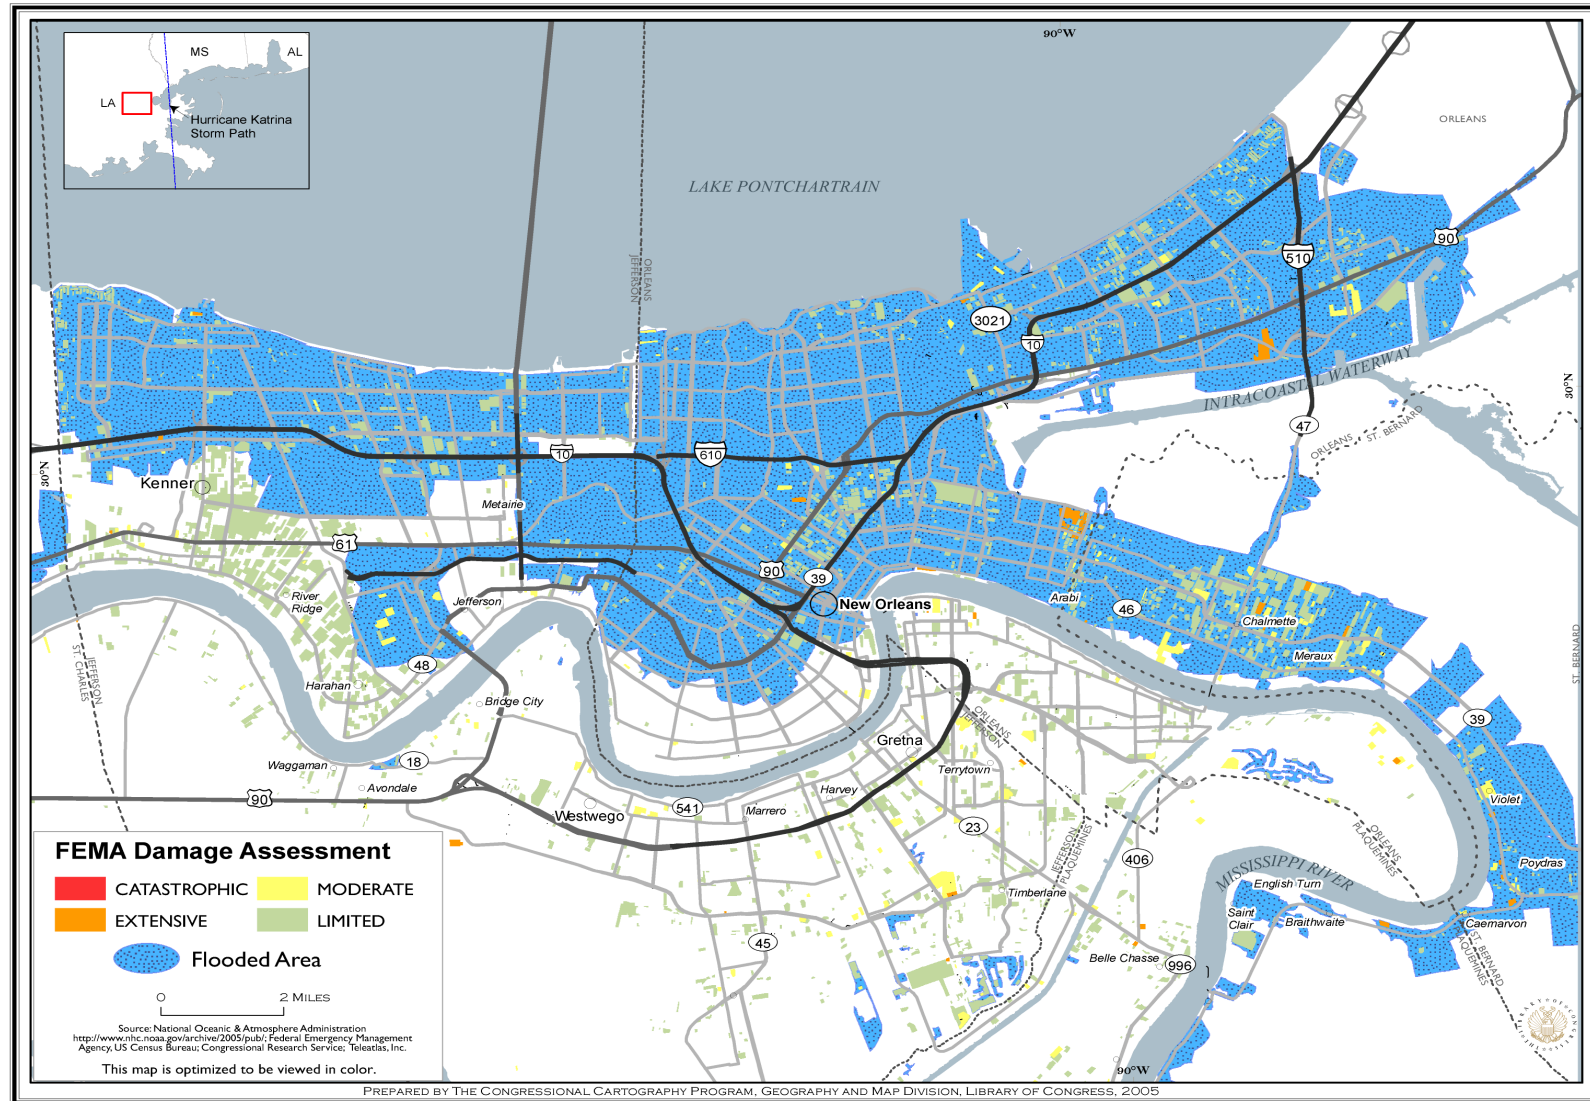 MS
AL
LA
Hurricane Katrina
Storm Path
90°W
ORLEANS
LAKE PONTCHARTRAIN
ORLEANS
JEFFERSON
90
510
3021
10
INTRACOASTAL WATERWAY
30°N
47
ORLEANS
ST. BERNARD
10
610
30°N
Kenner
Metairie
61
90
39
New Orleans
River
Ridge
Jefferson
Arabi
46
Chalmette
Meraux
ST. BERNARD
JEFFERSON
ST. CHARLES
48
Harahan
Bridge City
ORLEANS
JEFFERSON
39
Gretna
Waggaman
18
Terrytown
Avondale
90
Harvey
Westwego
541
Marrero
Violet
23
ORLEANS
PLAQUEMINES
JEFFERSON
PLAQUEMINES
406
Poydras
MISSISSIPPI RIVER
English Turn
Timberlane
Saint
Clair
Braithwaite
Caernarvon
45
Belle Chasse
996
ST. BERNARD
PLAQUEMINES
FEMA Damage Assessment
CATASTROPHIC
MODERATE
EXTENSIVE
LIMITED
Flooded Area
0
2 MILES
Source: National Oceanic & Atmosphere Administration
http://www.nhc.noaa.gov/archive/2005/pub/; Federal Emergency Management
Agency, US Census Bureau; Congressional Research Service; Teleatlas, Inc.
This map is optimized to be viewed in color.
90°W
LIBRARY OF CONGRESS
PREPARED BY THE CONGRESSIONAL CARTOGRAPHY PROGRAM, GEOGRAPHY AND MAP DIVISION, LIBRARY OF CONGRESS, 2005